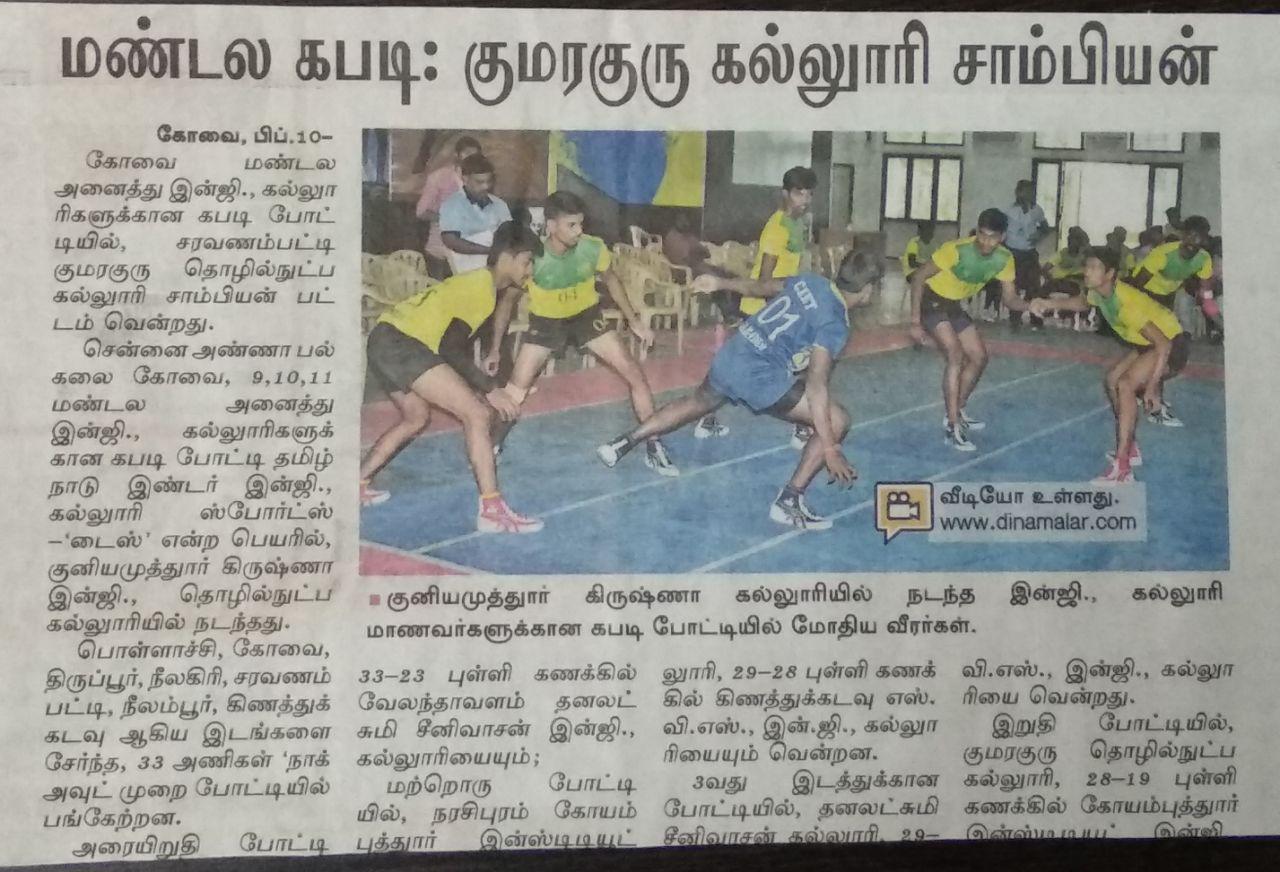 மண்டல கபடி: குமரகுரு கல்லூரி சாம்பியன்
கோவை, பிப்.10–
கோவை மண்டல
அனைத்து இன்ஜி., கல்லூ
ரிகளுக்கான கபடி போட்
டியில், சரவணம்பட்டி
குமரகுரு தொழில்நுட்ப
கல்லூரி சாம்பியன் பட்
டம் வென்றது.
சென்னை அண்ணா பல்
கலை கோவை, 9,10,11
மண்டல அனைத்து
இன்ஜி., கல்லூரிகளுக்
கான கபடி போட்டி தமிழ்
நாடு இண்டர் இன்ஜி.,
கல்லூரி ஸ்போர்ட்ஸ்
–'டைஸ்' என்ற பெயரில்,
குனியமுத்தூர் கிருஷ்ணா
இன்ஜி., தொழில்நுட்ப
கல்லூரியில் நடந்தது.
பொள்ளாச்சி, கோவை,
திருப்பூர், நீலகிரி, சரவணம்
பட்டி, நீலம்பூர், கிணத்துக்
கடவு ஆகிய இடங்களை
சேர்ந்த, 33 அணிகள் 'நாக்
அவுட் முறை போட்டியில்
பங்கேற்றன.
அரையிறுதி போட்டி
CIET
01
வீடியோ உள்ளது.
www.dinamalar.com
குனியமுத்தூர் கிருஷ்ணா கல்லூரியில் நடந்த இன்ஜி., கல்லூரி
மாணவர்களுக்கான கபடி போட்டியில் மோதிய வீரர்கள்.
33–23 புள்ளி கணக்கில்
வேலந்தாவளம் தனலட்
சுமி சீனிவாசன் இன்ஜி.,
கல்லூரியையும்;
மற்றொரு போட்டி
யில், நரசிபுரம் கோயம்
புத்தூர் இன்ஸ்டிடியூட்
லூரி, 29–28 புள்ளி கணக்
கில் கிணத்துக்கடவு எஸ்.
வி.எஸ்., இன்.ஜி., கல்லூ
ரியையும் வென்றன.
3வது இடத்துக்கான
போட்டியில், தனலட்சுமி
சீனிவாசன் கல்லூரி, 29–
வி.எஸ்., இன்ஜி., கல்லூ
ரியை வென்றது.
இறுதி போட்டியில்,
குமரகுரு தொழில்நுட்ப
கல்லூரி, 28–19 புள்ளி
கணக்கில் கோயம்புத்தூர்
இன்ஸ்டிடியூட் இன்ஜி